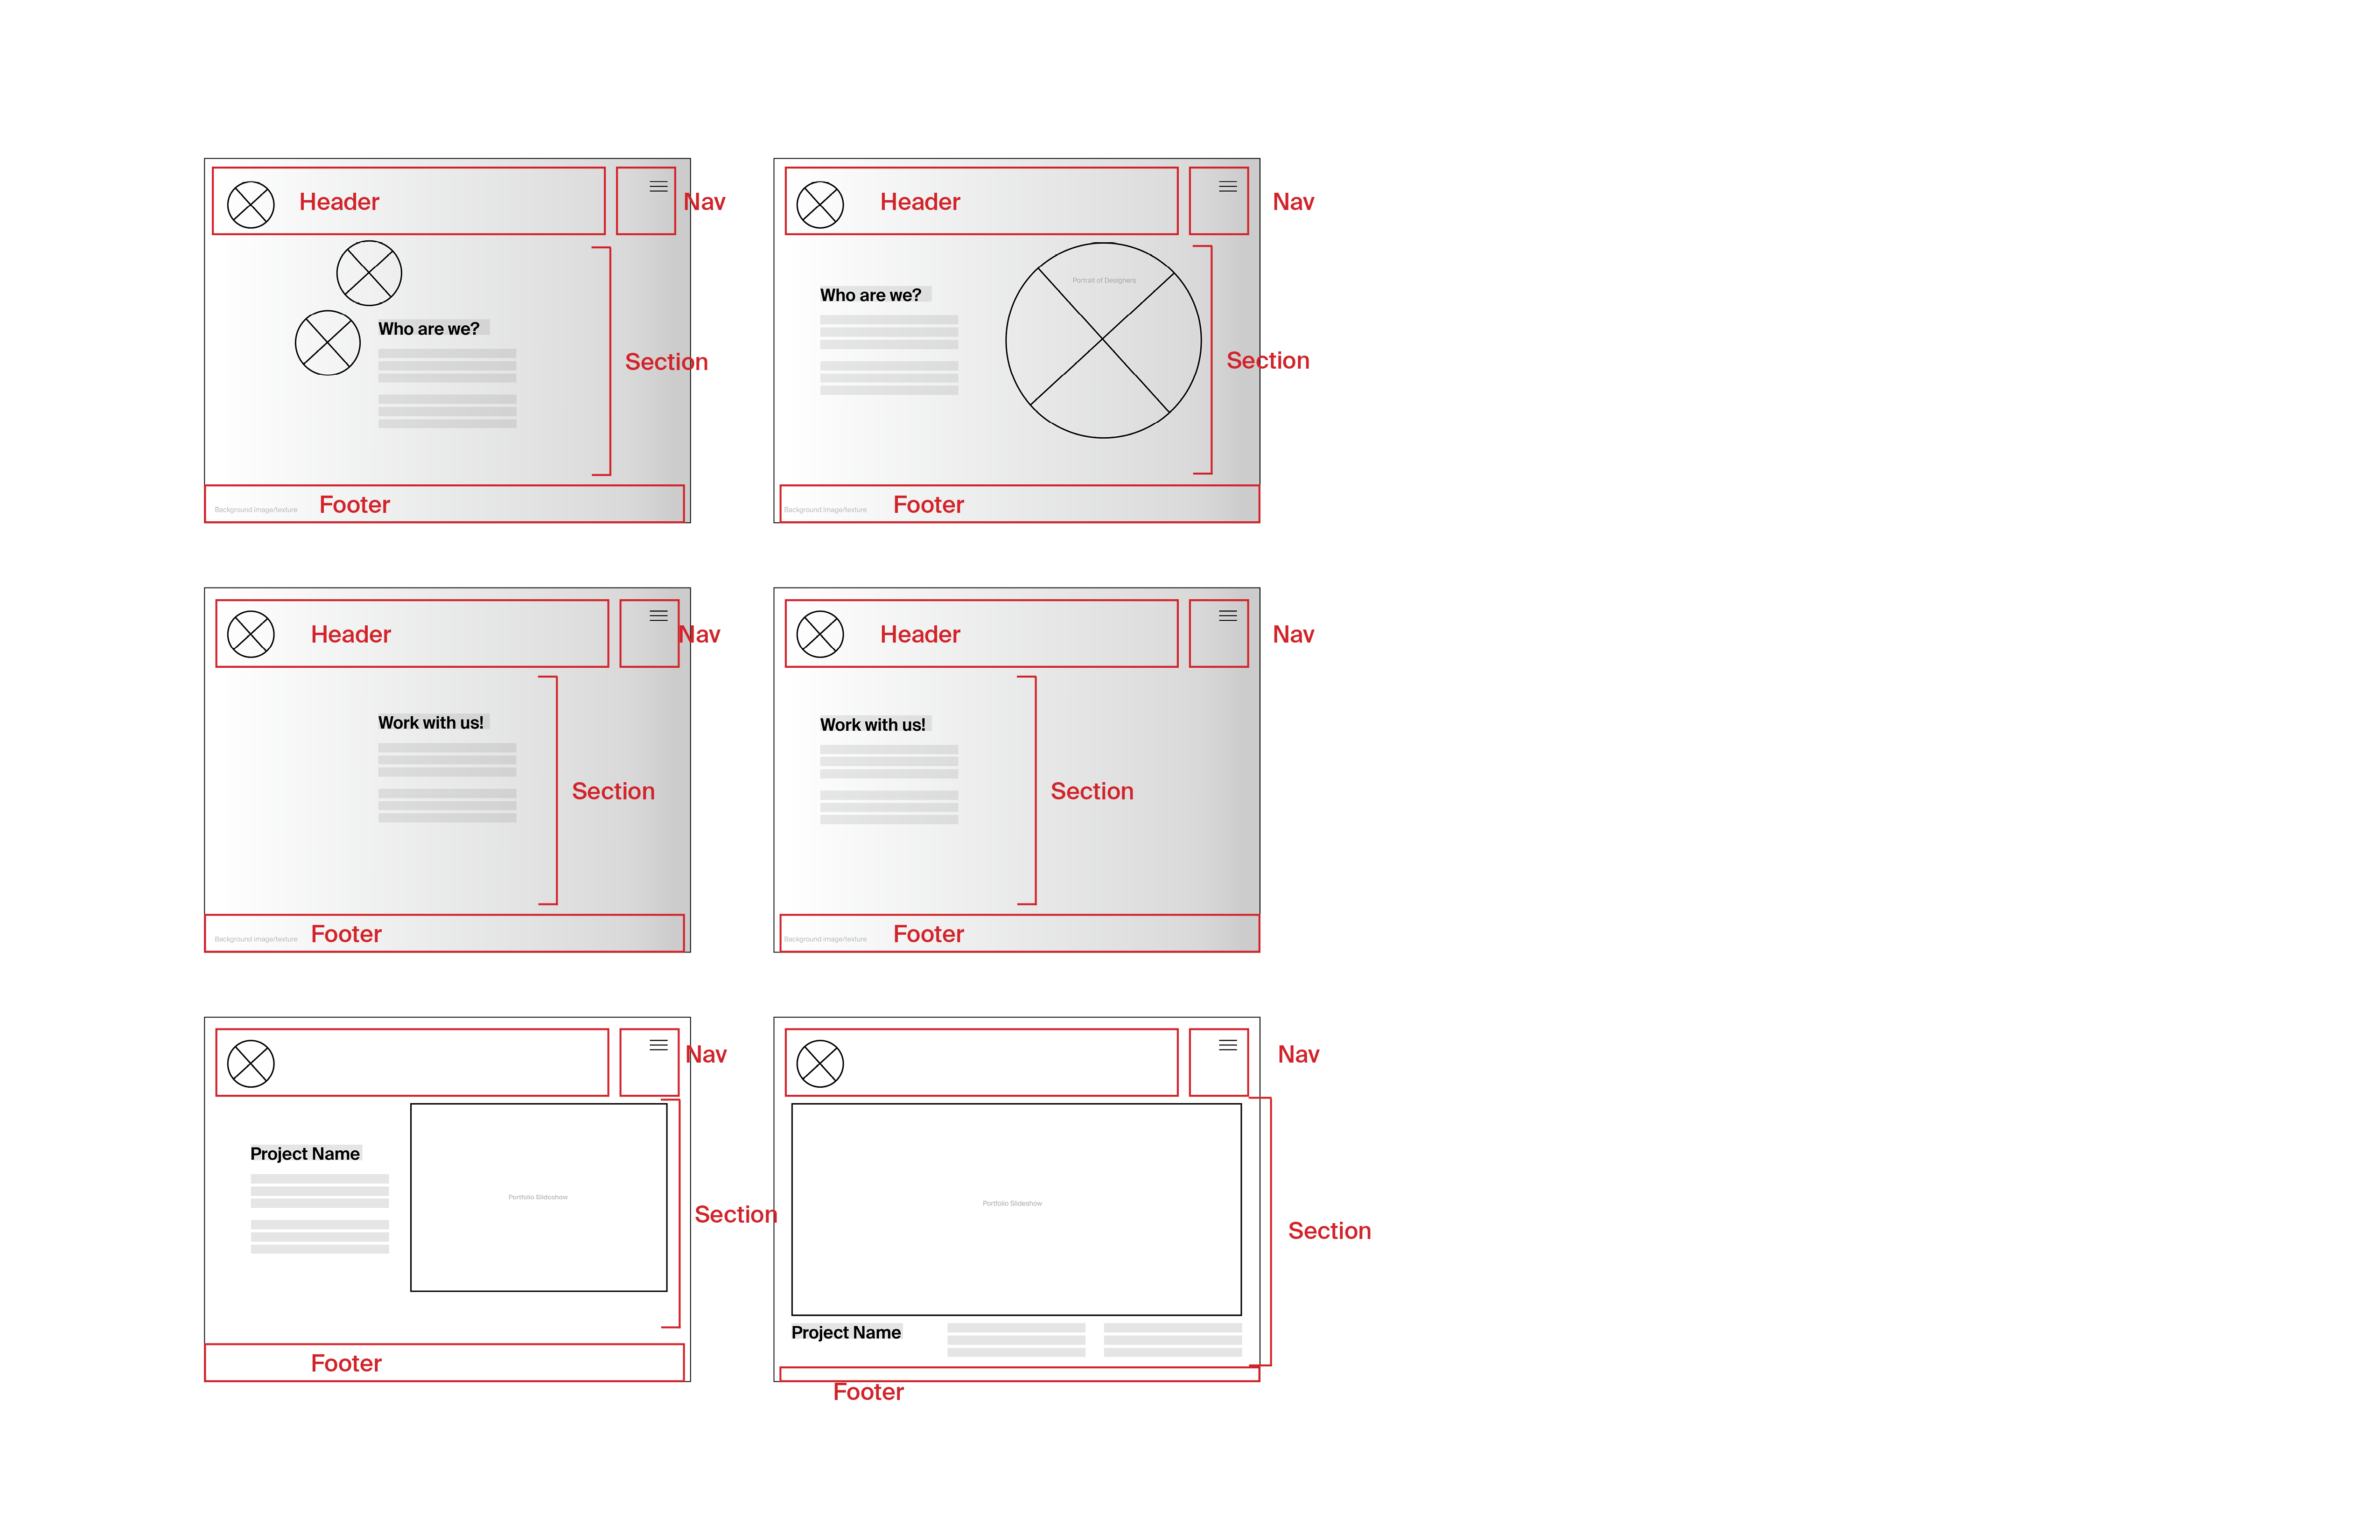 Header
Nav
Who are we?
Section
Background image/texture
Footer
Header
Nav
Portrait of Designers
Who are we?
Section
Background image/texture
Footer
Header
Nav
Work with us!
Section
Background image/texture
Footer
Header
Nav
Work with us!
Section
Background image/texture
Footer
Nav
Project Name
Portfolio Slideshow
Section
Footer
Nav
Portfolio Slideshow
Section
Project Name
Footer